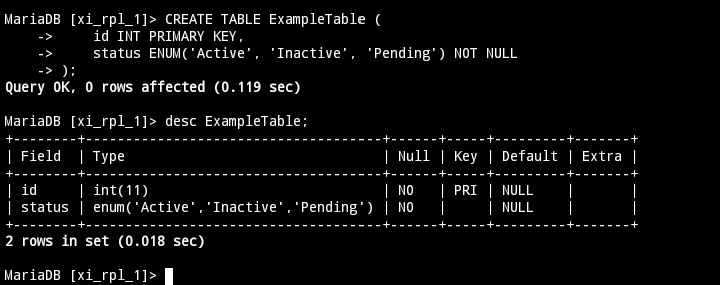 MariaDB [xi_rpl_1]> CREATE TABLE ExampleTable (
    ->     id INT PRIMARY KEY,
    ->     status ENUM('Active', 'Inactive', 'Pending') NOT NULL
    -> );
Query OK, 0 rows affected (0.119 sec)

MariaDB [xi_rpl_1]> desc ExampleTable;
+--------+-------------------------------------+------+-----+---------+-------+
| Field  | Type                                | Null | Key | Default | Extra |
+--------+-------------------------------------+------+-----+---------+-------+
| id     | int(11)                             | NO   | PRI | NULL    |       |
| status | enum('Active','Inactive','Pending') | NO   |     | NULL    |       |
+--------+-------------------------------------+------+-----+---------+-------+
2 rows in set (0.018 sec)

MariaDB [xi_rpl_1]>